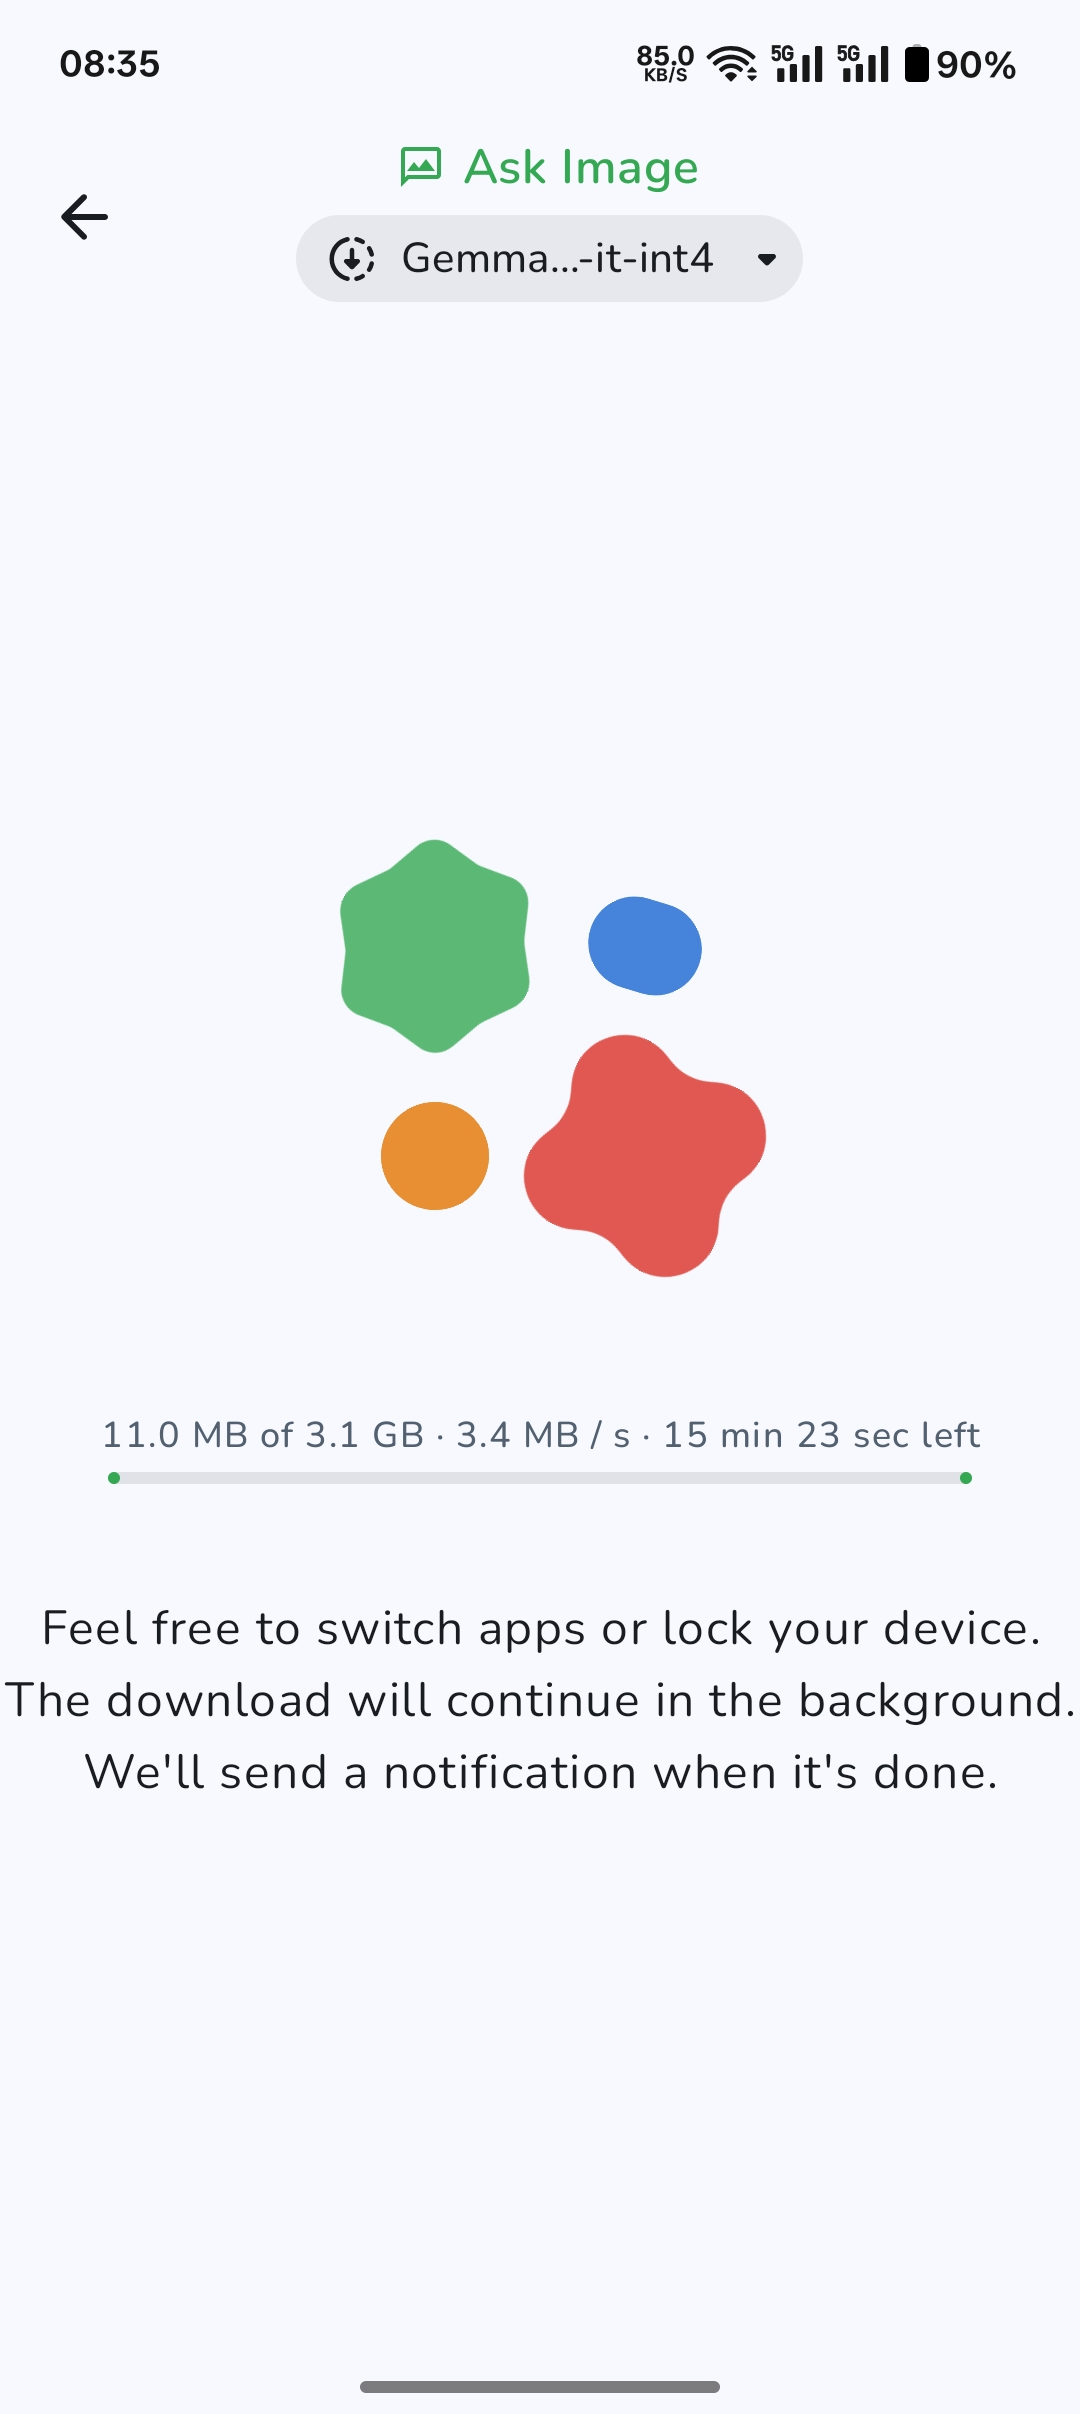 08:35
85.0
KB/S
5G
5G
90%
Ask Image
Gemma...-it-int4
11.0 MB of 3.1 GB · 3.4 MB / s · 15 min 23 sec left
Feel free to switch apps or lock your device.
The download will continue in the background.
We'll send a notification when it's done.